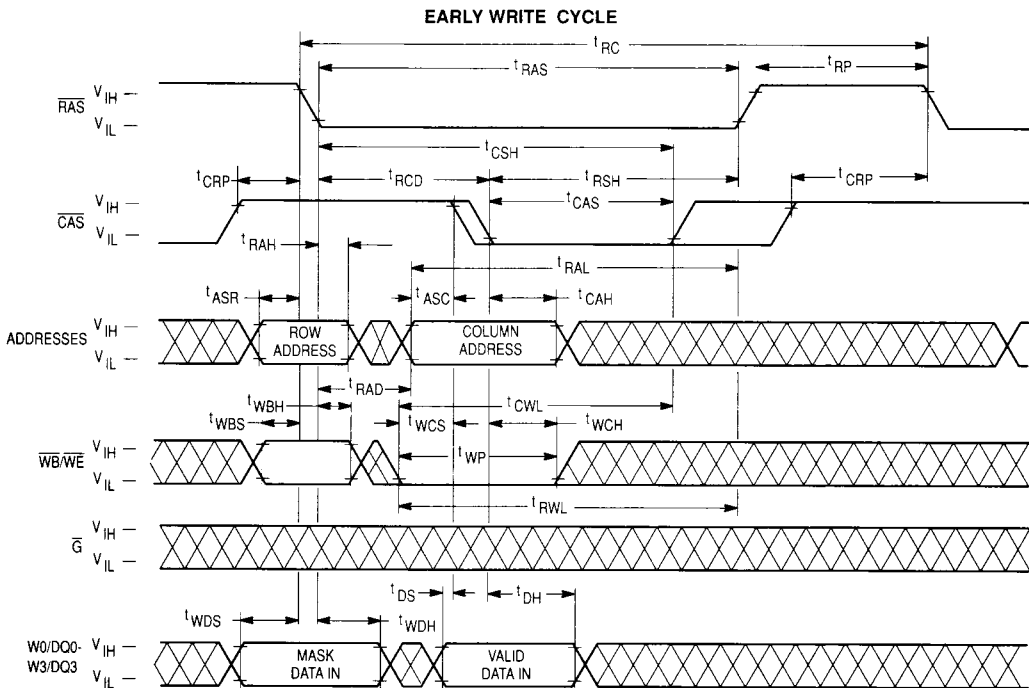 EARLY WRITE CYCLE
tRC
tRAS
tRP
RAS
VIH
VIL
tCSH
tCRP
tRCD
tRSH
tCRP
CAS
VIH
VIL
tCAS
tRAH
tRAL
tASR
tASC
tCAH
ADDRESSES
VIH
VIL
ROW
ADDRESS
COLUMN
ADDRESS
tRAD
tWBH
tCWL
tWBS
tWCS
tWCH
WB/WE
VIH
VIL
tWP
tRWL
G
VIH
VIL
tDS
tDH
tWDS
tWDH
W0/DQ0-
W3/DQ3
VIH
VIL
MASK
DATA IN
VALID
DATA IN